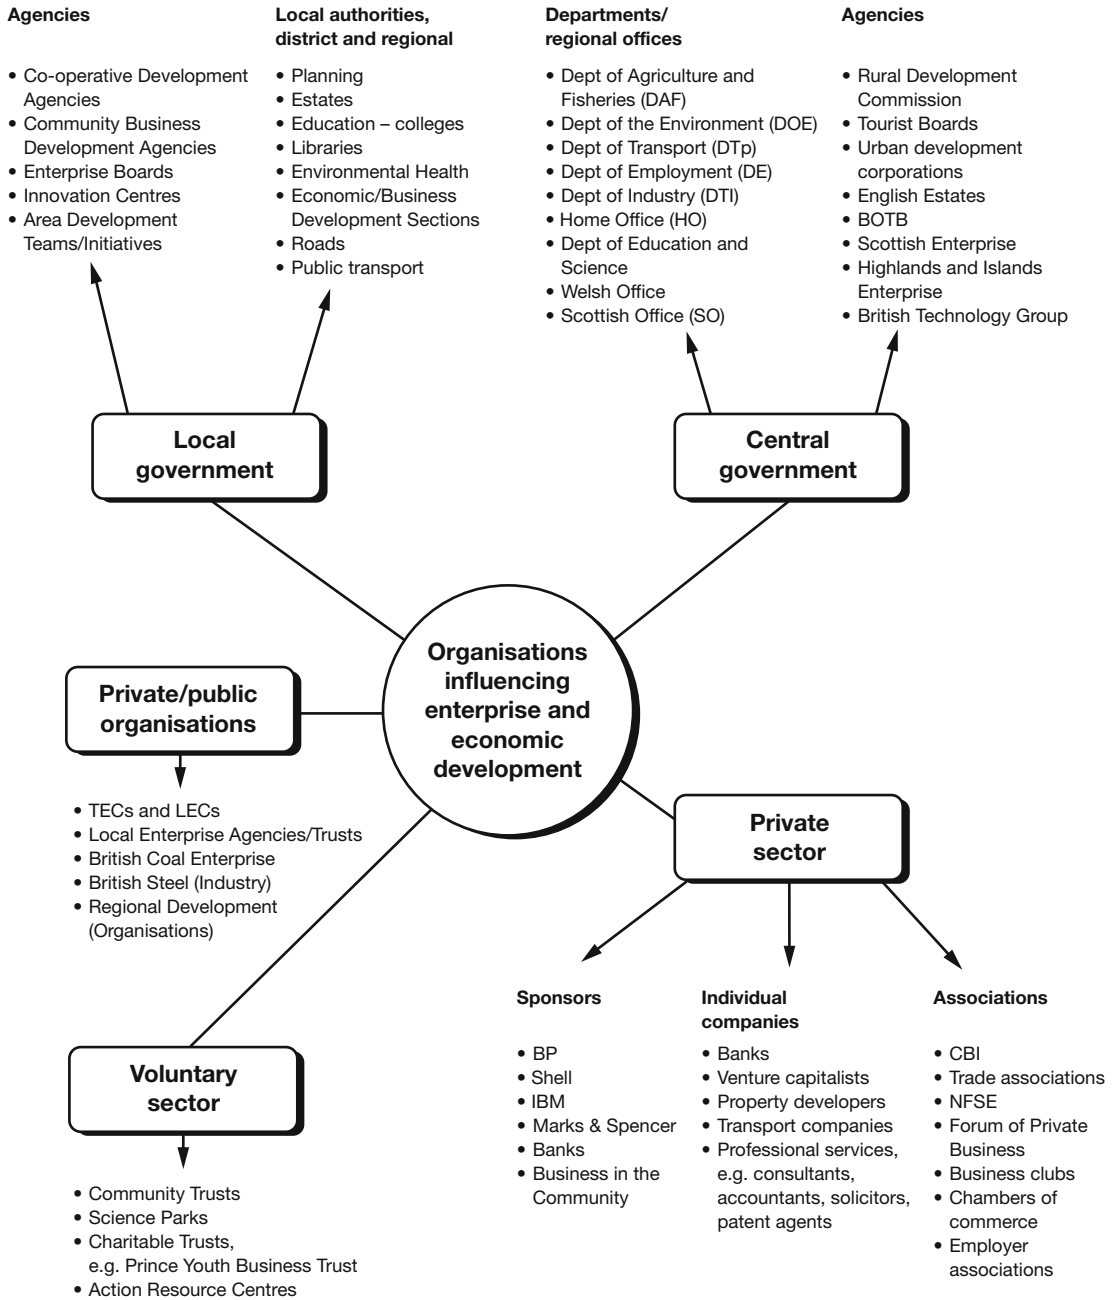 Agencies
• Co-operative Development
Agencies
• Community Business
Development Agencies
• Enterprise Boards
• Innovation Centres
• Area Development
Teams/Initiatives
Local authorities,
district and regional
• Planning
• Estates
• Education – colleges
• Libraries
• Environmental Health
• Economic/Business
Development Sections
• Roads
• Public transport
Departments/
regional offices
• Dept of Agriculture and
Fisheries (DAF)
• Dept of the Environment (DOE)
• Dept of Transport (DTp)
• Dept of Employment (DE)
• Dept of Industry (DTI)
• Home Office (HO)
• Dept of Education and
Science
• Welsh Office
• Scottish Office (SO)
Agencies
• Rural Development
Commission
• Tourist Boards
• Urban development
corporations
• English Estates
• BOTB
• Scottish Enterprise
• Highlands and Islands
Enterprise
• British Technology Group
Local
government
Central
government
Organisations
influencing
enterprise and
economic
development
Private/public
organisations
• TECs and LECs
• Local Enterprise Agencies/Trusts
• British Coal Enterprise
• British Steel (Industry)
• Regional Development
(Organisations)
Private
sector
Voluntary
sector
• Community Trusts
• Science Parks
• Charitable Trusts,
e.g. Prince Youth Business Trust
• Action Resource Centres
Sponsors
• BP
• Shell
• IBM
• Marks & Spencer
• Banks
• Business in the
Community
Individual
companies
• Banks
• Venture capitalists
• Property developers
• Transport companies
• Professional services,
e.g. consultants,
accountants, solicitors,
patent agents
Associations
• CBI
• Trade associations
• NFSE
• Forum of Private
Business
• Business clubs
• Chambers of
commerce
• Employer
associations